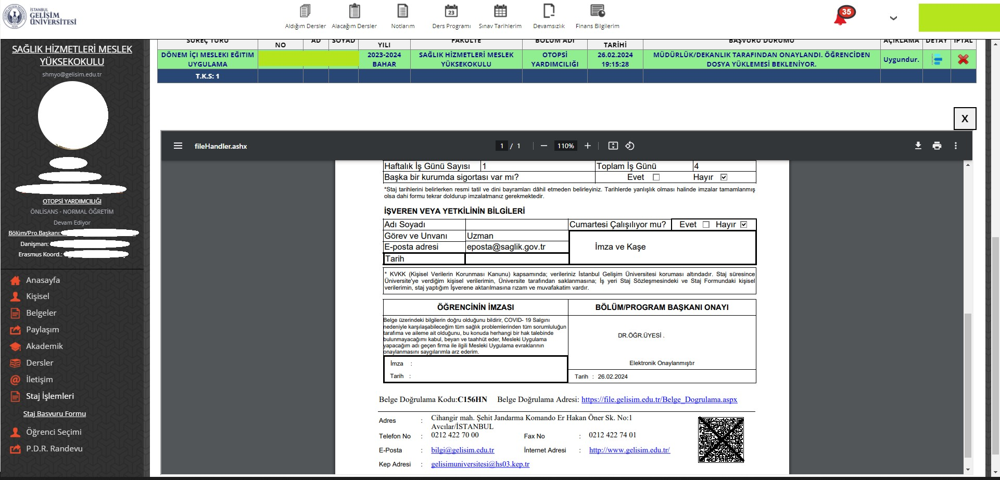 İSTANBUL
GELİŞİM
ÜNİVERSİTESİ
Aldığım Dersler
Alacağım Dersler
Notlarım
23
Ders Programı
Sınav Tarihlerim
Devamsızlık
Finans Bilgilerim
35
SAĞLIK HİZMETLERİ MESLEK
YÜKSEKOKULU
shmyo@gelisim.edu.tr
OTOPSİ YARDIMCILIĞI
ÖNLİSANS - NORMAL ÖĞRETİM
Devam Ediyor
Bölüm/Pro.Başkanı:
Danişman:
Erasmus Koord.:
Anasayfa
Kişisel
Belgeler
Paylaşım
Akademik
Dersler
İletişim
Staj İşlemleri
Staj Basvuru Formu
Öğrenci Seçimi
P.D.R. Randevu
SÜREÇ TÜRÜ NO AD SOYAD YILI FAKÜLTE BÖLÜM ADI TARİHİ BAŞVURU DURUMU AÇIKLAMA DETAY İPTAL
DÖNEM İÇİ MESLEKI EĞITIM UYGULAMA
2023-2024 BAHAR
SAĞLIK HİZMETLERİ MESLEK YÜKSEKOKULU
OTOPSİ YARDIMCILIĞI
26.02.2024 19:15:28
MÜDÜRLÜK/DEKANLIK TARAFINDAN ONAYLANDI. ÖĞRENCİDEN DOSYA YÜKLEMESİ BEKLENİYOR.
Uygundur.
T.K.S: 1
X
fileHandler.ashx
1 / 1
110%
Haftalık İş Günü Sayısı 1 Toplam İş Günü 4
Başka bir kurumda sigortası var mı? Evet Hayır
*Staj tarihlerini belirlerken resmi tatil ve dini bayramları dâhil etmeden belirleyiniz. Tarihlerde yanlışlık olması halinde imzalar tamamlanmış
olsa dahi formu tekrar doldurup imzalatmanız gerekmektedir.
İŞVEREN VEYA YETKİLİNİN BİLGİLERİ
Adı Soyadı Cumartesi Çalışılıyor mu? Evet Hayır
Görev ve Unvanı Uzman
E-posta adresi eposta@saglik.gov.tr İmza ve Kaşe
Tarih
* KVKK (Kişisel Verilerin Korunması Kanunu) kapsamında; verileriniz İstanbul Gelişim Üniversitesi koruması altındadır. Staj süresince
Üniversite'ye verdiğim kişisel verilerimin, Üniversite tarafından saklanmasına; İş yeri Staj Sözleşmesindeki ve Staj Formundaki kişisel
verilerimin, staj yaptığım İşverene aktarılmasına rızam ve muvafakatim vardır.
ÖĞRENCİNİN İMZASI
Belge üzerindeki bilgilerin doğru olduğunu bildirir, COVID- 19 Salgını
nedeniyle karşılaşabileceğim tüm sağlık problemlerinden tüm sorumluluğun
tarafıma ve aileme ait olduğunu, bu konuda herhangi bir hak talebinde
bulunmayacağımı kabul, beyan ve taahhüt eder, Mesleki Uygulama
yapacağım adı geçen firma ile ilgili Mesleki Uygulama evraklarının
onaylanmasını saygılarımla arz ederim.
İmza :
Tarih :
BÖLÜM/PROGRAM BAŞKANI ONAYI
DR.ÖĞR.ÜYESİ .
Elektronik Onaylanmıştır
Tarih : 26.02.2024
Belge Doğrulama Kodu:C156HN Belge Doğrulama Adresi: https://file.gelisim.edu.tr/Belge_Dogrulama.aspx
Adres : Cihangir mah. Şehit Jandarma Komando Er Hakan Öner Sk. No:1
Avcılar/İSTANBUL
Telefon No : 0212 422 70 00 Fax No : 0212 422 74 01
E-Posta : bilgi@gelisim.edu.tr İnternet Adresi : http://www.gelisim.edu.tr/
Kep Adresi : gelisimuniversitesi@hs03.kep.tr